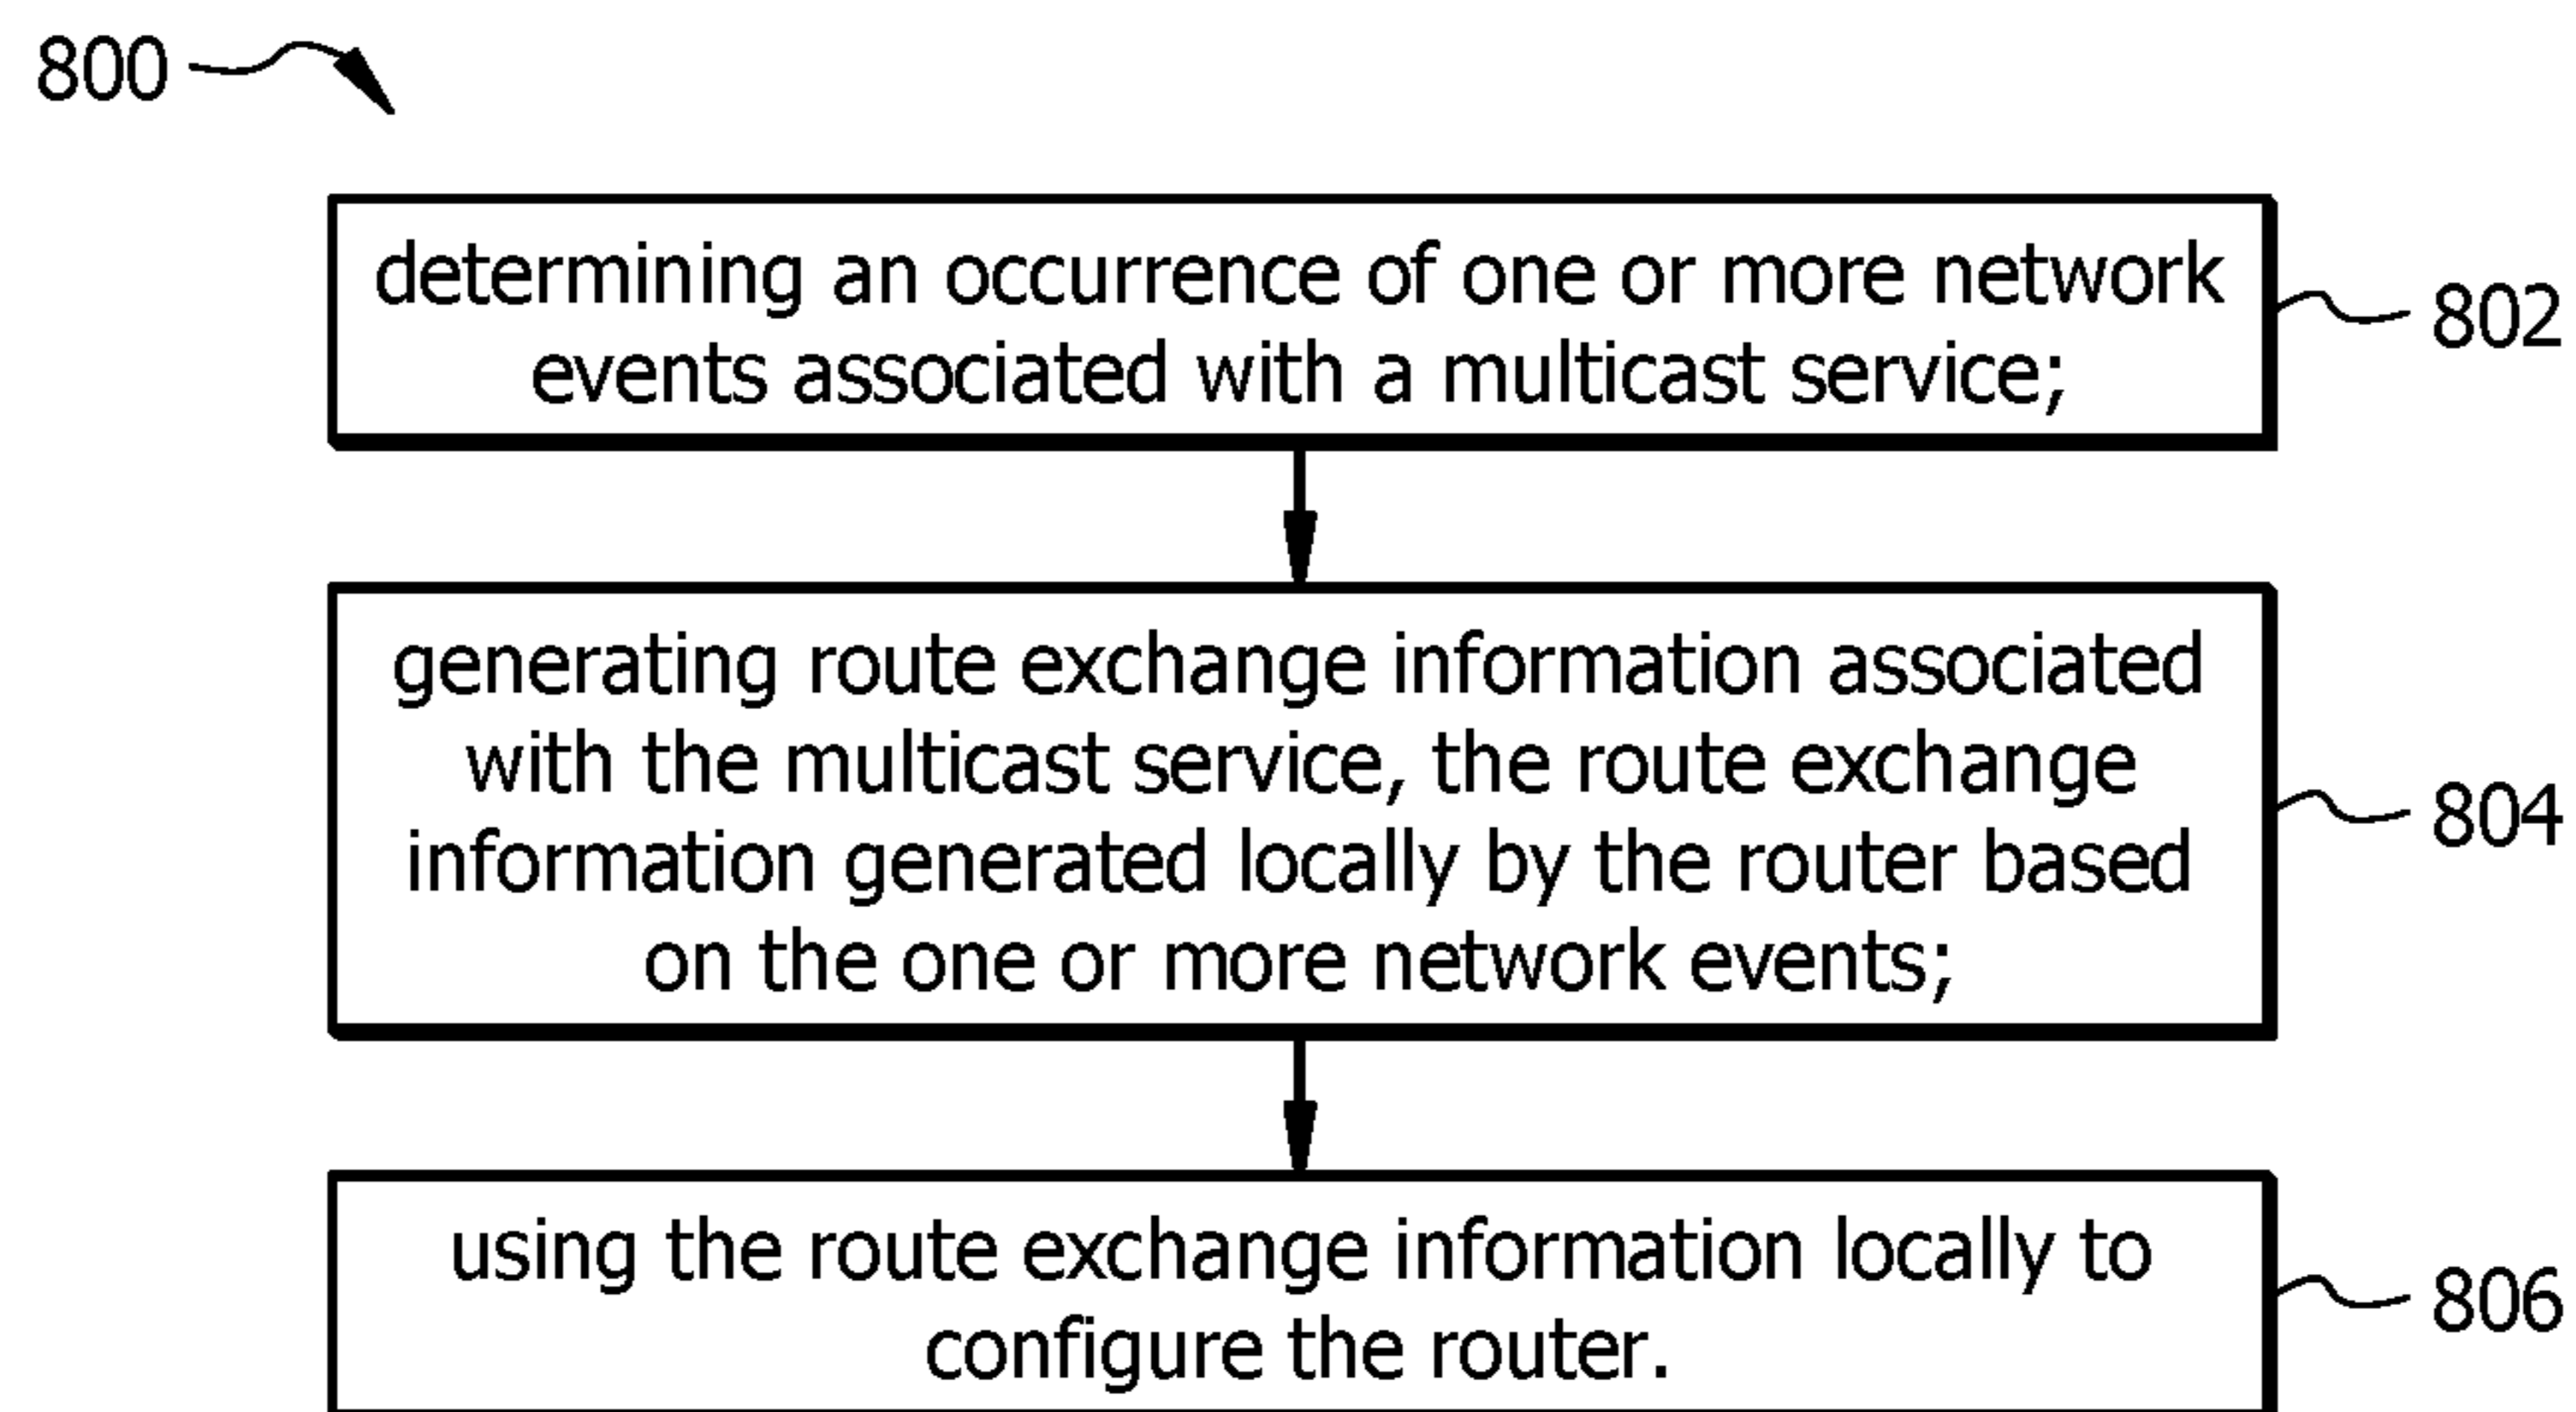 800
determining an occurrence of one or more network
events associated with a multicast service;
802
generating route exchange information associated
with the multicast service, the route exchange
information generated locally by the router based
on the one or more network events;
804
using the route exchange information locally to
configure the router.
806